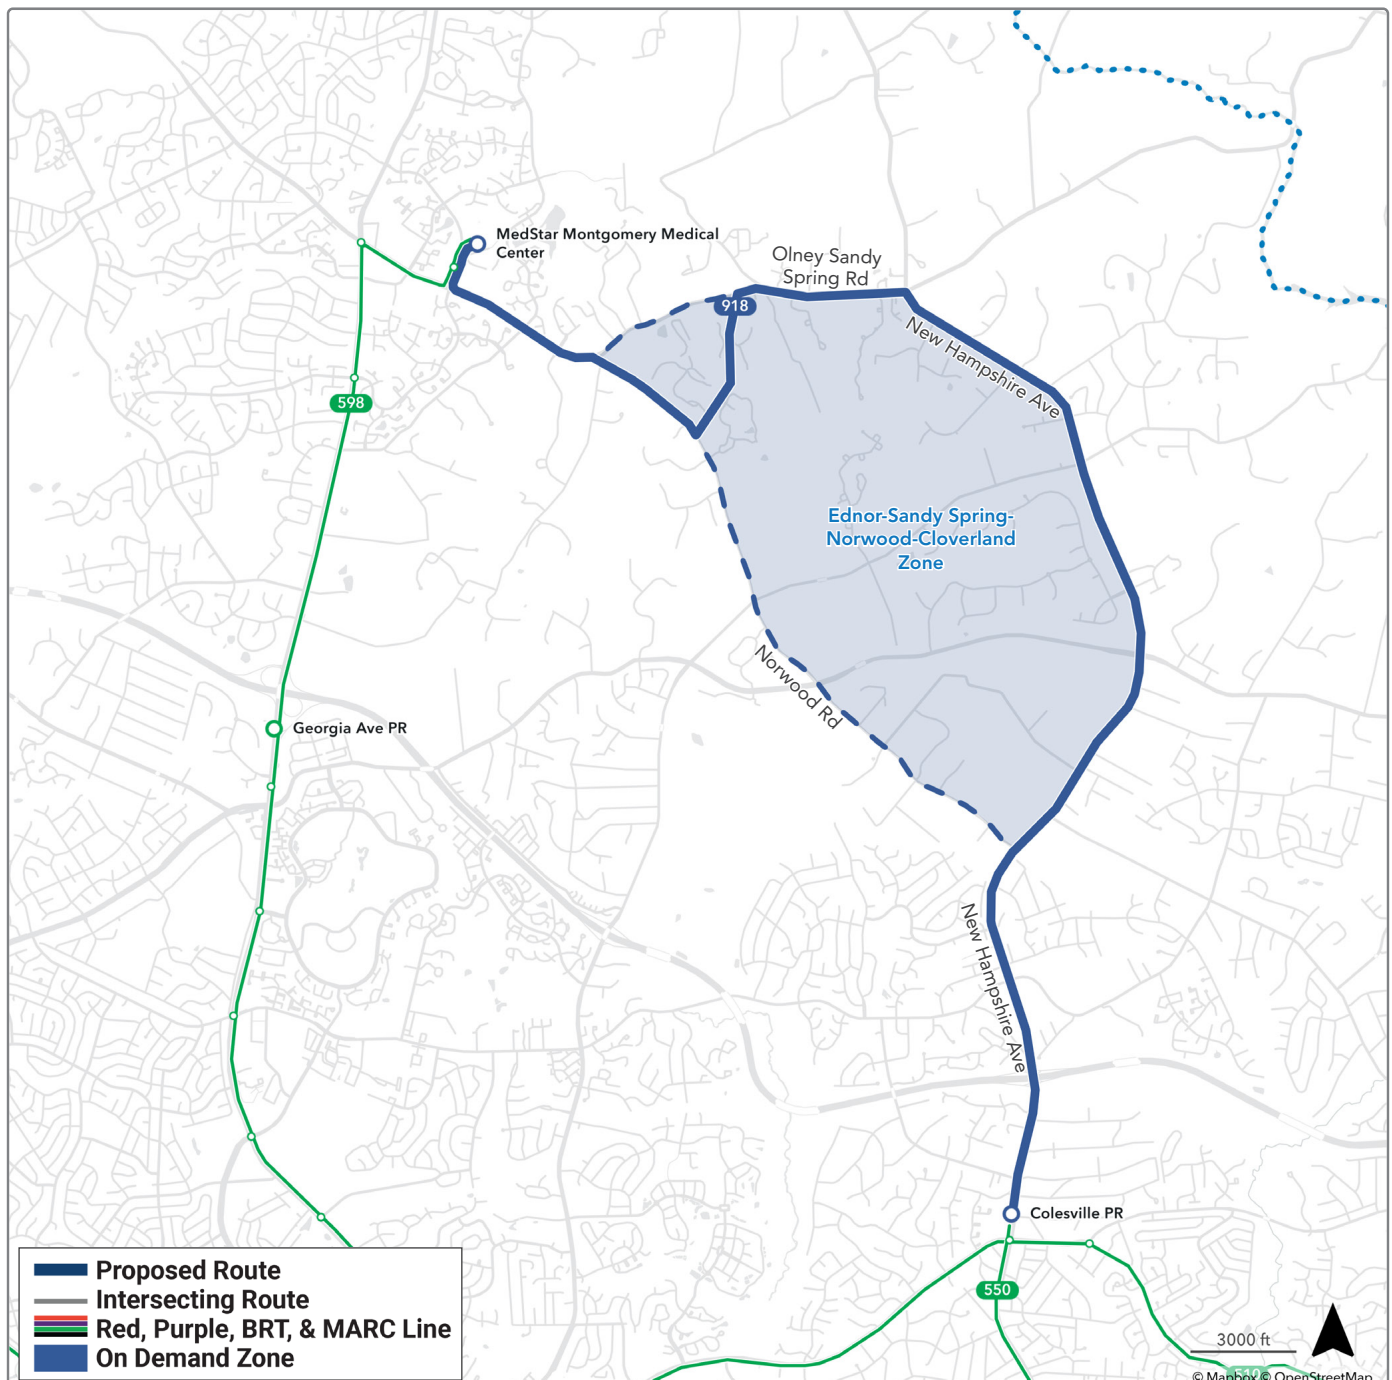 MedStar Montgomery Medical
Center
Olney Sandy
Spring Rd
918
New Hampshire Ave
598
Ednor-Sandy Spring-
Norwood-Cloverland
Zone
Norwood Rd
Georgia Ave PR
New Hampshire Ave
Colesville PR
550
Proposed Route
Intersecting Route
Red, Purple, BRT, & MARC Line
On Demand Zone
3000 ft
© Mapbox © OpenStreetMap